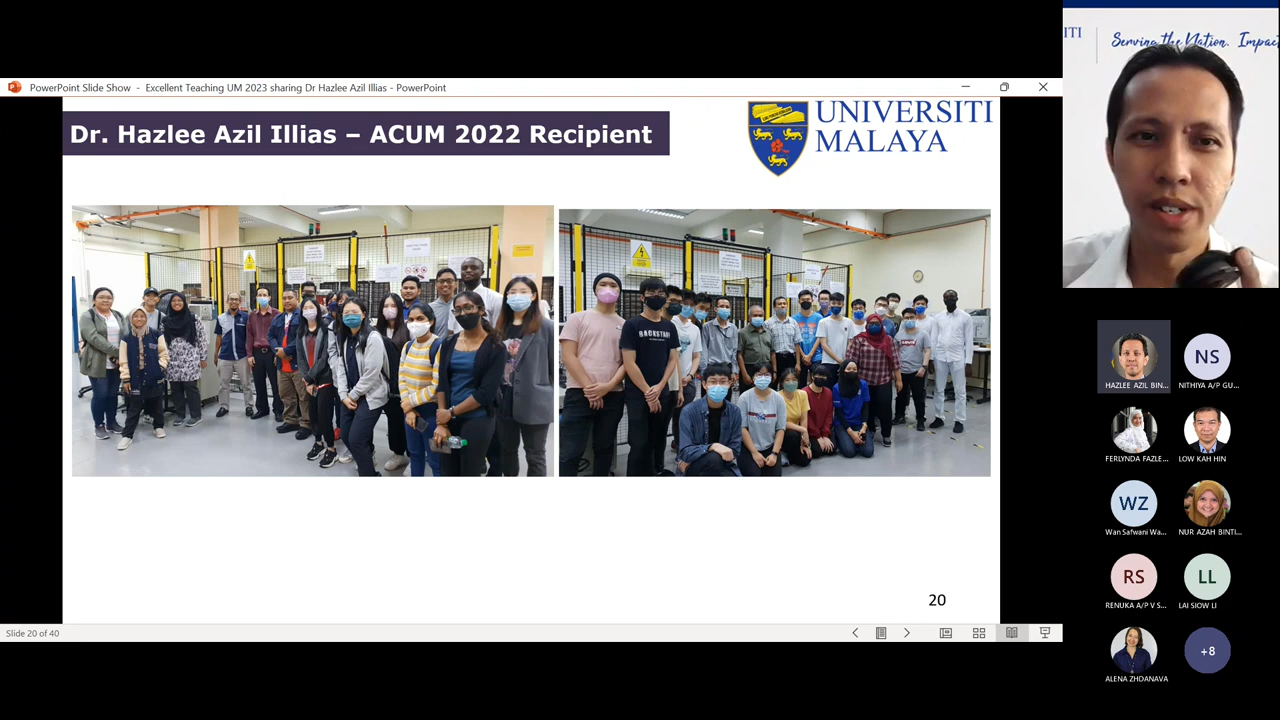 PowerPoint Slide Show - Excellent Teaching UM 2023 sharing Dr Hazlee Azil Illias - PowerPoint
Dr. Hazlee Azil Illias – ACUM 2022 Recipient
UNIVERSITI
MALAYA
BACKSTAGE
20
Slide 20 of 40
ITI
Serving the Nation. Impac
HAZLEE AZIL BIN...
NS
NITHIYA A/P GU...
FERLYNDA FAZLE...
LOW KAH HIN
WZ
Wan Safwani Wa...
NUR AZAH BINTI...
RS
RENUKA A/P V S...
LL
LAI SIOW LI
ALENA ZHDANAVA
+8